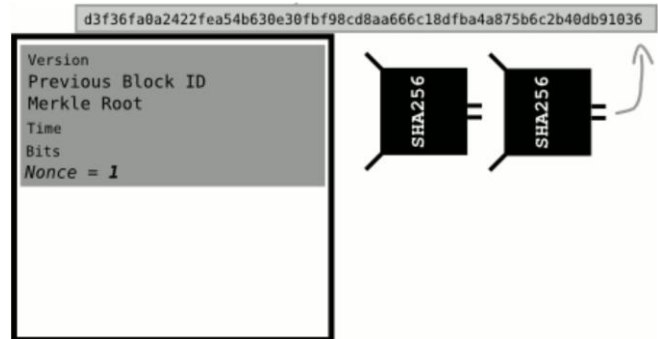 d3f36fa0a2422fea54b630e30fbf98cd8aa666c18dfba4a875b6c2b40db91036
Version
Previous Block ID
Merkle Root
Time
Bits
Nonce = 1
SHA256
SHA256